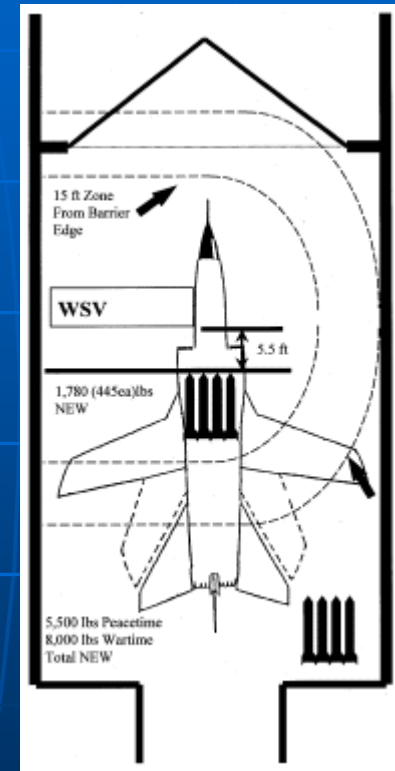 15 ft Zone
From Barrier
Edge
WSV
5.5 ft
1,780 (445ea)lbs
NEW
5,500 lbs Peacetime
8,000 lbs Wartime
Total NEW